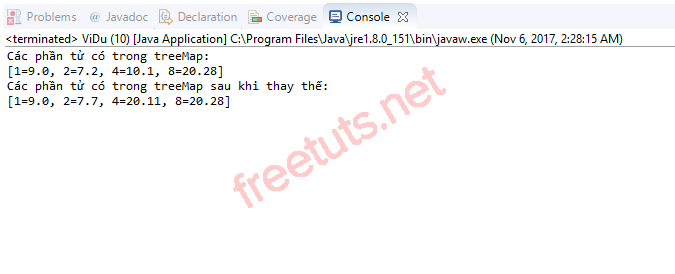 Problems @ Javadoc Declaration Coverage Console
<terminated> ViDu (10) [Java Application] C:\Program Files\Java\jre1.8.0_151\bin\javaw.exe (Nov 6, 2017, 2:28:15 AM)
Các phần tử có trong treeMap:
[1=9.0, 2=7.2, 4=10.1, 8=20.28]
Các phần tử có trong treeMap sau khi thay thế:
[1=9.0, 2=7.7, 4=20.11, 8=20.28]
freetuts.net